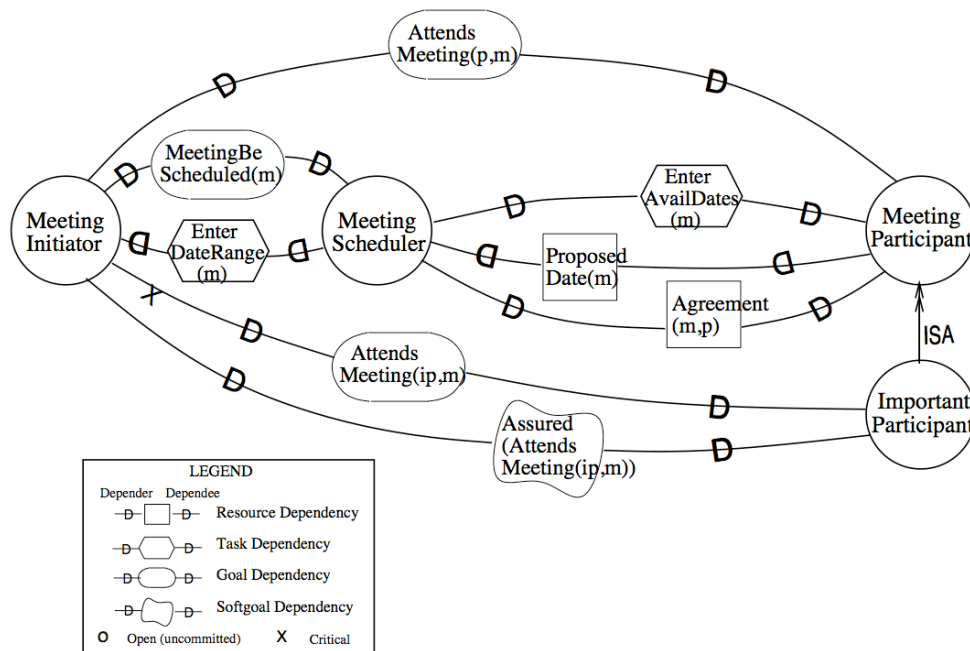 Attends
Meeting(p,m)
D
D
MeetingBe
Scheduled(m)
D
D
Meeting
Initiator
Enter
DateRange
(m)
D
D
Meeting
Scheduler
Enter
AvailDates
(m)
D
D
Proposed
Date(m)
D
D
Agreement
(m,p)
D
D
Meeting
Participant
ISA
X
D
Attends
Meeting(ip,m)
D
Important
Participant
D
Assured
(Attends
Meeting(ip,m))
D
LEGEND
Depender Dependee
D D Resource Dependency
D D Task Dependency
D D Goal Dependency
D D Softgoal Dependency
O Open (uncommitted) X Critical